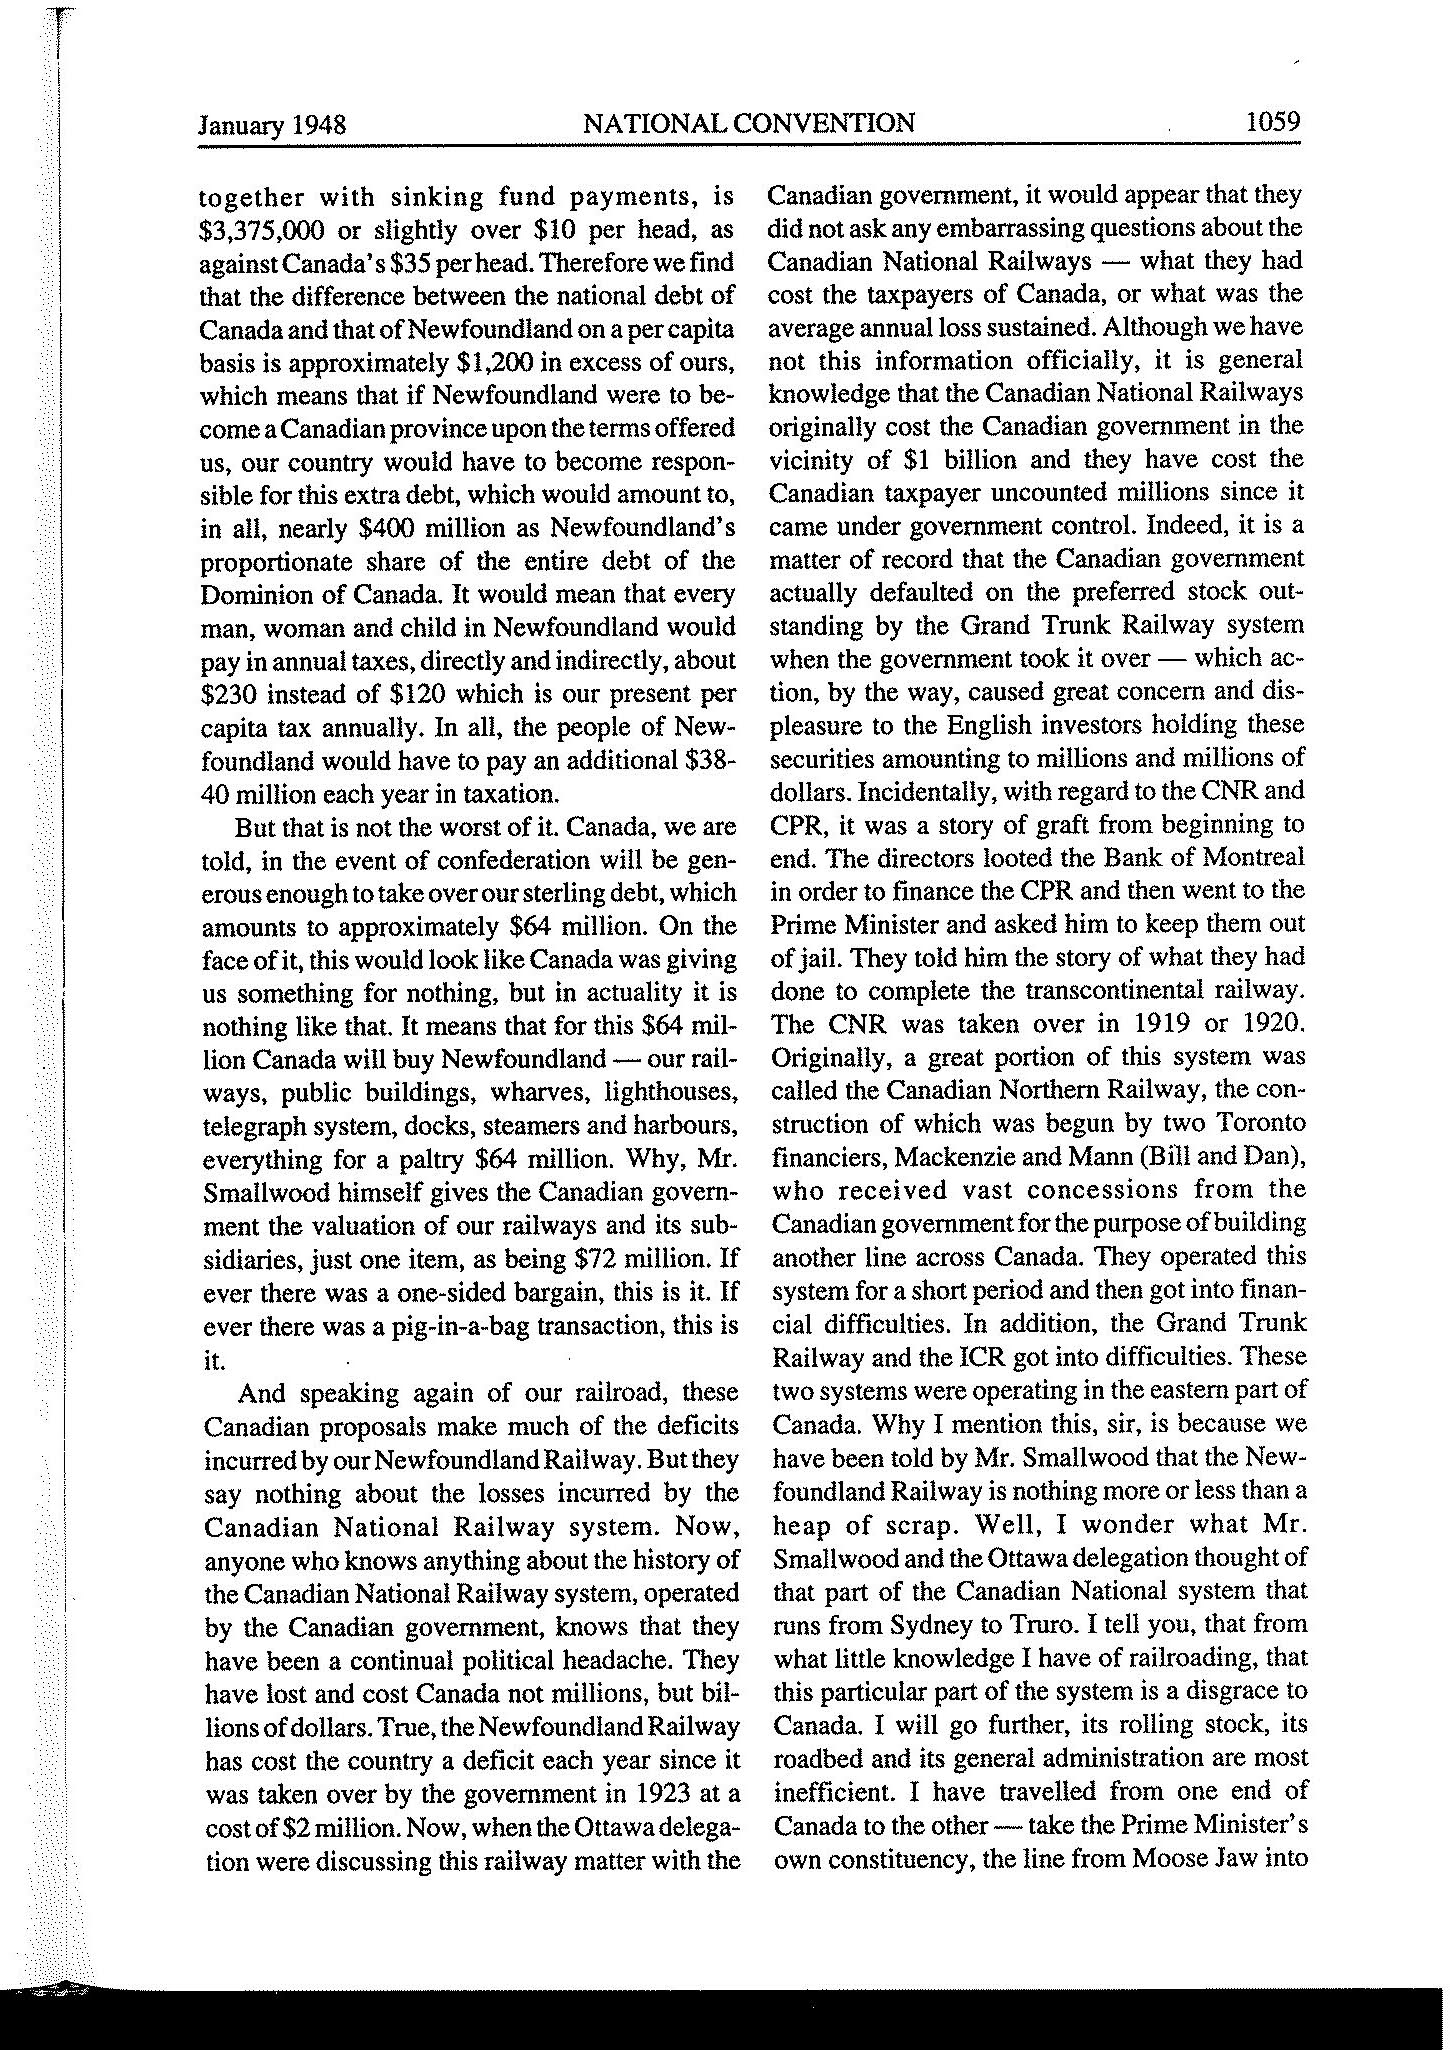 January 1948
NATIONAL CONVENTION
1059
together with sinking fund payments, is
$3,375,000 or slightly over $10 per head, as
against Canada's $35 per head. Therefore we find
that the difference between the national debt of
Canada and that of Newfoundland on a per capita
basis is approximately $1,200 in excess of ours,
which means that if Newfoundland were to be-
come a Canadian province upon the terms offered
us, our country would have to become respon-
sible for this extra debt, which would amount to,
in all, nearly $400 million as Newfoundland's
proportionate share of the entire debt of the
Dominion of Canada. It would mean that every
man, woman and child in Newfoundland would
pay in annual taxes, directly and indirectly, about
$230 instead of $120 which is our present per
capita tax annually. In all, the people of New-
foundland would have to pay an additional $38-
40 million each year in taxation.
But that is not the worst of it. Canada, we are
told, in the event of confederation will be gen-
erous enough to take over our sterling debt, which
amounts to approximately $64 million. On the
face of it, this would look like Canada was giving
us something for nothing, but in actuality it is
nothing like that. It means that for this $64 mil-
lion Canada will buy Newfoundland — our rail-
ways, public buildings, wharves, lighthouses,
telegraph system, docks, steamers and harbours,
everything for a paltry $64 million. Why, Mr.
Smallwood himself gives the Canadian govern-
ment the valuation of our railways and its sub-
sidiaries, just one item, as being $72 million. If
ever there was a one-sided bargain, this is it. If
ever there was a pig-in-a-bag transaction, this is
it.
And speaking again of our railroad, these
Canadian proposals make much of the deficits
incurred by our Newfoundland Railway. But they
say nothing about the losses incurred by the
Canadian National Railway system. Now,
anyone who knows anything about the history of
the Canadian National Railway system, operated
by the Canadian government, knows that they
have been a continual political headache. They
have lost and cost Canada not millions, but bil-
lions of dollars. True, the Newfoundland Railway
has cost the country a deficit each year since it
was taken over by the government in 1923 at a
cost of $2 million. Now, when the Ottawa delega-
tion were discussing this railway matter with the
Canadian government, it would appear that they
did not ask any embarrassing questions about the
Canadian National Railways — what they had
cost the taxpayers of Canada, or what was the
average annual loss sustained. Although we have
not this information officially, it is general
knowledge that the Canadian National Railways
originally cost the Canadian government in the
vicinity of $1 billion and they have cost the
Canadian taxpayer uncounted millions since it
came under government control. Indeed, it is a
matter of record that the Canadian government
actually defaulted on the preferred stock out-
standing by the Grand Trunk Railway system
when the government took it over — which ac-
tion, by the way, caused great concern and dis-
pleasure to the English investors holding these
securities amounting to millions and millions of
dollars. Incidentally, with regard to the CNR and
CPR, it was a story of graft from beginning to
end. The directors looted the Bank of Montreal
in order to finance the CPR and then went to the
Prime Minister and asked him to keep them out
of jail. They told him the story of what they had
done to complete the transcontinental railway.
The CNR was taken over in 1919 or 1920.
Originally, a great portion of this system was
called the Canadian Northern Railway, the con-
struction of which was begun by two Toronto
financiers, Mackenzie and Mann (Bill and Dan),
who received vast concessions from the
Canadian government for the purpose of building
another line across Canada. They operated this
system for a short period and then got into finan-
cial difficulties. In addition, the Grand Trunk
Railway and the ICR got into difficulties. These
two systems were operating in the eastern part of
Canada. Why I mention this, sir, is because we
have been told by Mr. Smallwood that the New-
foundland Railway is nothing more or less than a
heap of scrap. Well, I wonder what Mr.
Smallwood and the Ottawa delegation thought of
that part of the Canadian National system that
runs from Sydney to Truro. I tell you, that from
what little knowledge I have of railroading, that
this particular part of the system is a disgrace to
Canada. I will go further, its rolling stock, its
roadbed and its general administration are most
inefficient. I have travelled from one end of
Canada to the other — take the Prime Minister's
own constituency, the line from Moose Jaw into